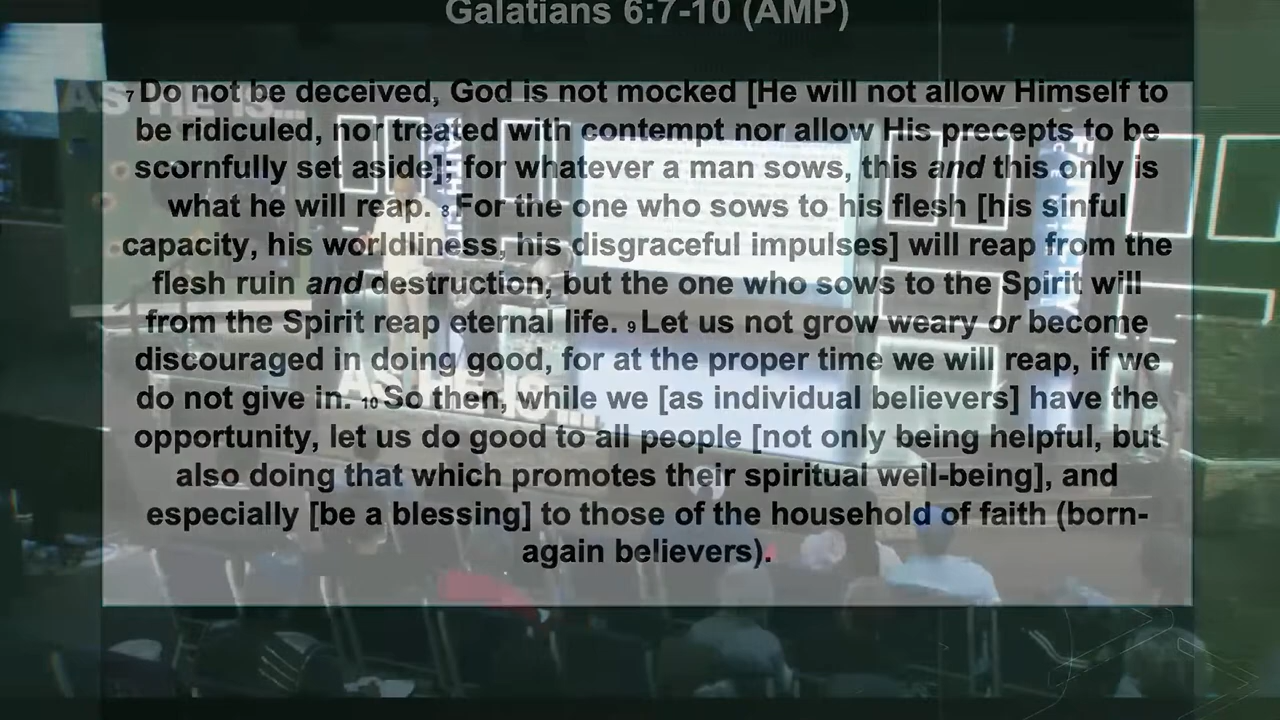 Galatians 6:7-10 (AMP)
7 Do not be deceived, God is not mocked [He will not allow Himself to
be ridiculed, nor treated with contempt nor allow His precepts to be
scornfully set aside]; for whatever a man sows, this and this only is
what he will reap. 8 For the one who sows to his flesh [his sinful
capacity, his worldliness, his disgraceful impulses] will reap from the
flesh ruin and destruction, but the one who sows to the Spirit will
from the Spirit reap eternal life. 9 Let us not grow weary or become
discouraged in doing good, for at the proper time we will reap, if we
do not give in. 10 So then, while we [as individual believers] have the
opportunity, let us do good to all people [not only being helpful, but
also doing that which promotes their spiritual well-being], and
especially [be a blessing] to those of the household of faith (born-
again believers).
AS HE IS...
AS HE IS...